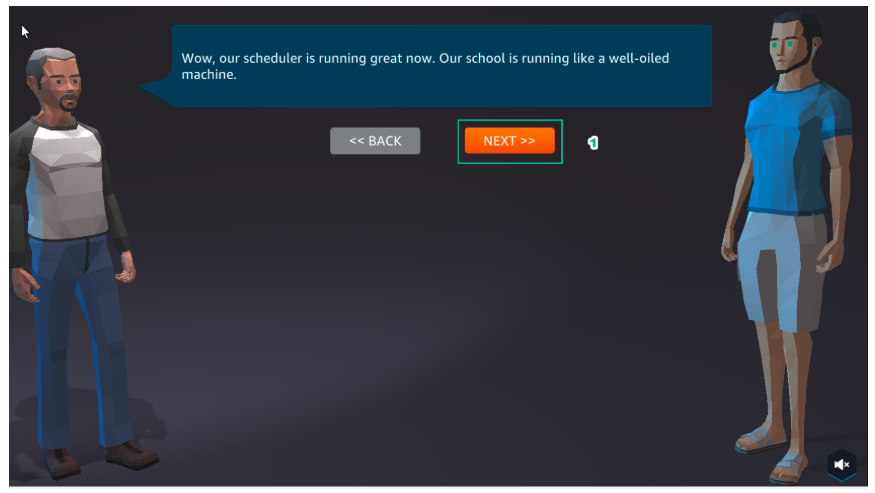 Wow, our scheduler is running great now. Our school is running like a well-oiled
machine.
<< BACK
NEXT >>
1